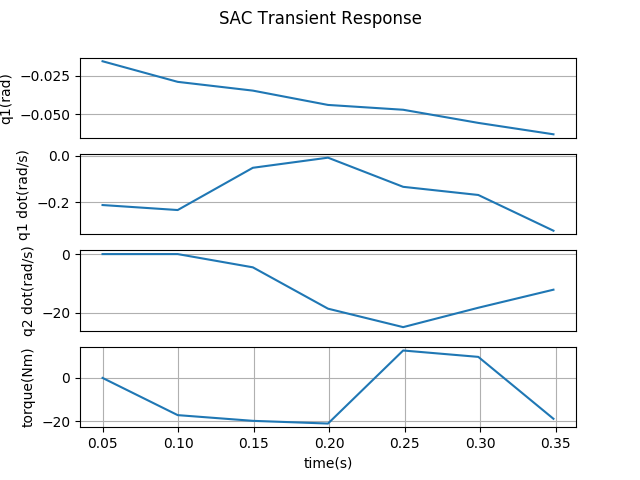 SAC Transient Response
q1(rad)
−0.025
−0.050
q1 dot(rad/s)
0.0
−0.2
q2 dot(rad/s)
0
−20
torque(Nm)
0
−20
0.05 0.10 0.15 0.20 0.25 0.30 0.35
time(s)